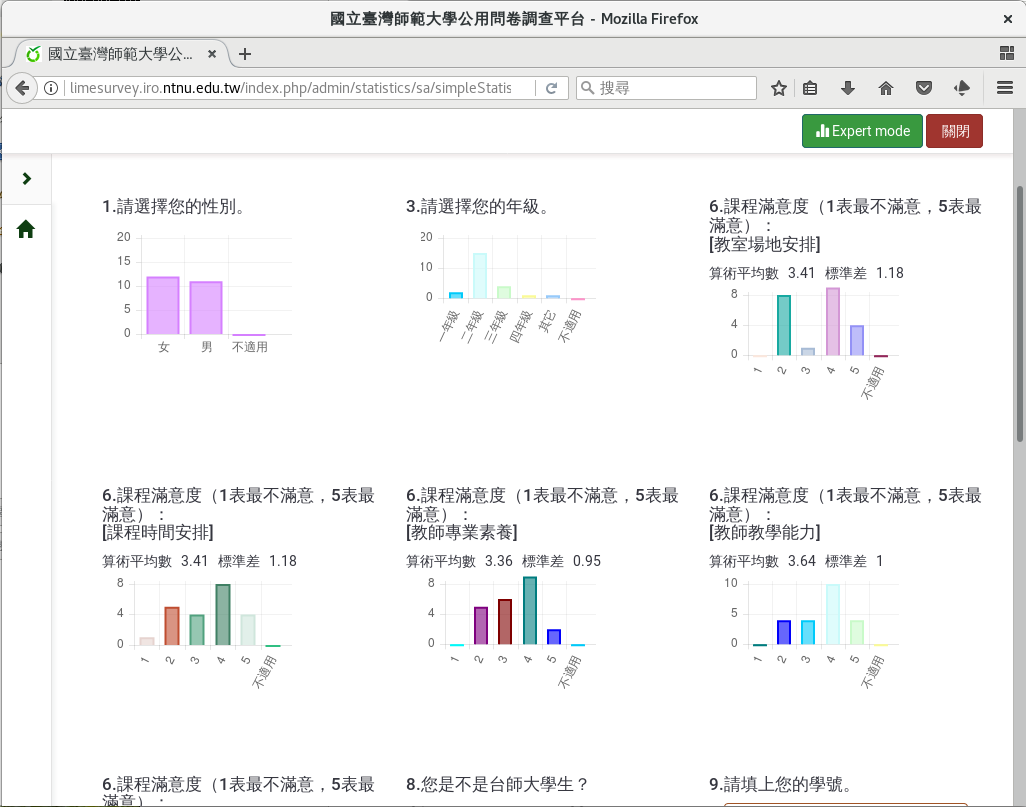 國立臺灣師範大學公用問卷調查平台 - Mozilla Firefox
國立臺灣師範大學公...
limesurvey.iro.ntnu.edu.tw/index.php/admin/statistics/sa/simpleStatis
搜尋
Expert mode
關閉
1.請選擇您的性別。
20
15
10
5
0
女 男 不適用
3.請選擇您的年級。
20
10
0
一年級 二年級 三年級 四年級 其它 不適用
6.課程滿意度（1表最不滿意，5表最
滿意）：
[教室場地安排]
算術平均數 3.41 標準差 1.18
8
4
0
1 2 3 4 5 不適用
6.課程滿意度（1表最不滿意，5表最
滿意）：
[課程時間安排]
算術平均數 3.41 標準差 1.18
8
4
0
1 2 3 4 5 不適用
6.課程滿意度（1表最不滿意，5表最
滿意）：
[教師專業素養]
算術平均數 3.36 標準差 0.95
8
4
0
1 2 3 4 5 不適用
6.課程滿意度（1表最不滿意，5表最
滿意）：
[教師教學能力]
算術平均數 3.64 標準差 1
10
5
0
1 2 3 4 5 不適用
6.課程滿意度（1表最不滿意，5表最
滿意）：
8.您是不是台師大學生？
9.請填上您的學號。